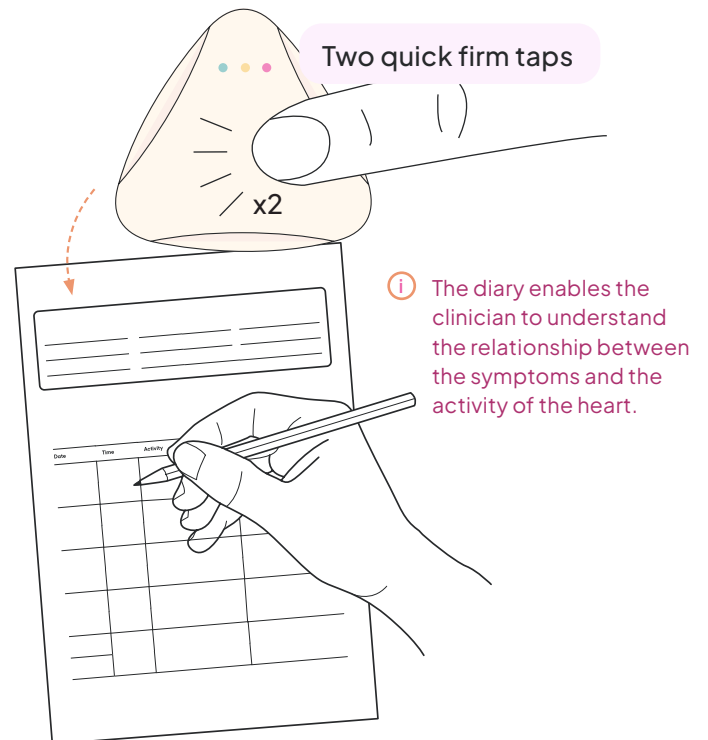 Two quick firm taps
x2
i
The diary enables the
clinician to understand
the relationship between
the symptoms and the
activity of the heart.
Date Time Activity